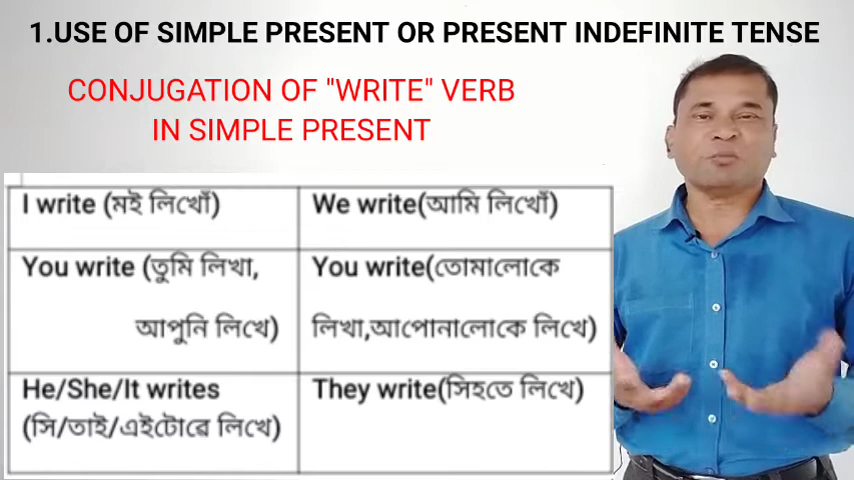 1.USE OF SIMPLE PRESENT OR PRESENT INDEFINITE TENSE
CONJUGATION OF "WRITE" VERB
IN SIMPLE PRESENT
I write (মই লিখোঁ)
We write(আমি লিখোঁ)
You write (তুমি লিখা,
আপুনি লিখে)
You write(তোমালোকে
লিখা,আপোনালোকে লিখে)
He/She/It writes
(সি/তাই/এইটোৱে লিখে)
They write(সিহতে লিখে)